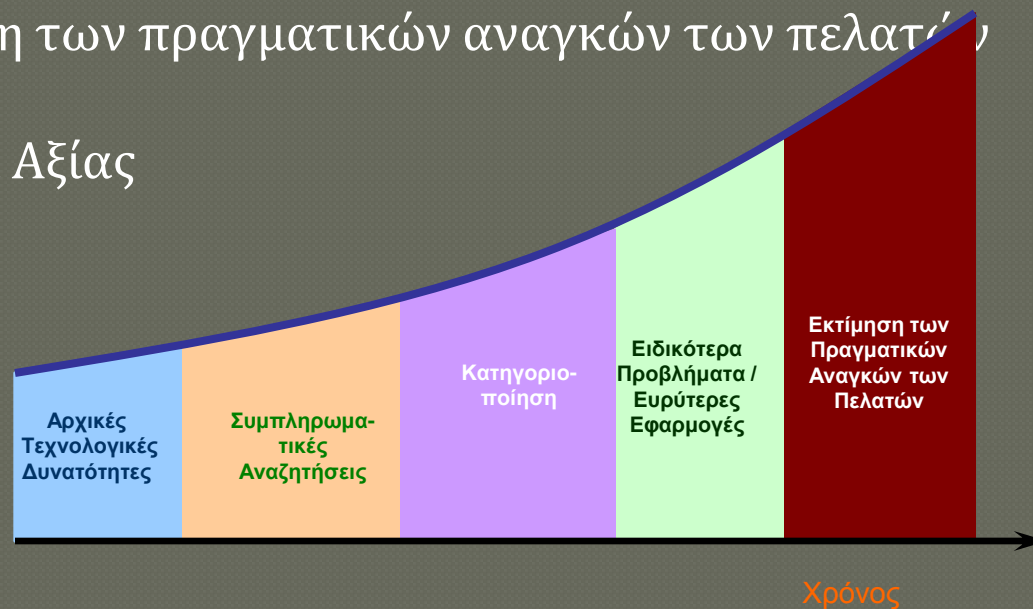 η των πραγματικών αναγκών των πελατών
Αξίας
Αρχικές
Τεχνολογικές
Δυνατότητες
Συμπληρωμα-
τικές
Αναζητήσεις
Κατηγοριο-
ποίηση
Ειδικότερα
Προβλήματα /
Ευρύτερες
Εφαρμογές
Εκτίμηση των
Πραγματικών
Αναγκών των
Πελατών
Χρόνος